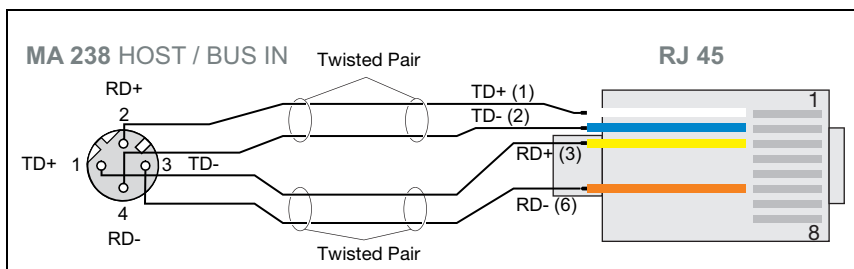 MA 238 HOST / BUS IN
Twisted Pair
RJ 45
RD+
TD+ (1)
1
2
TD- (2)
TD+ 1
3 TD-
RD+ (3)
4
RD- (6)
RD-
Twisted Pair
8